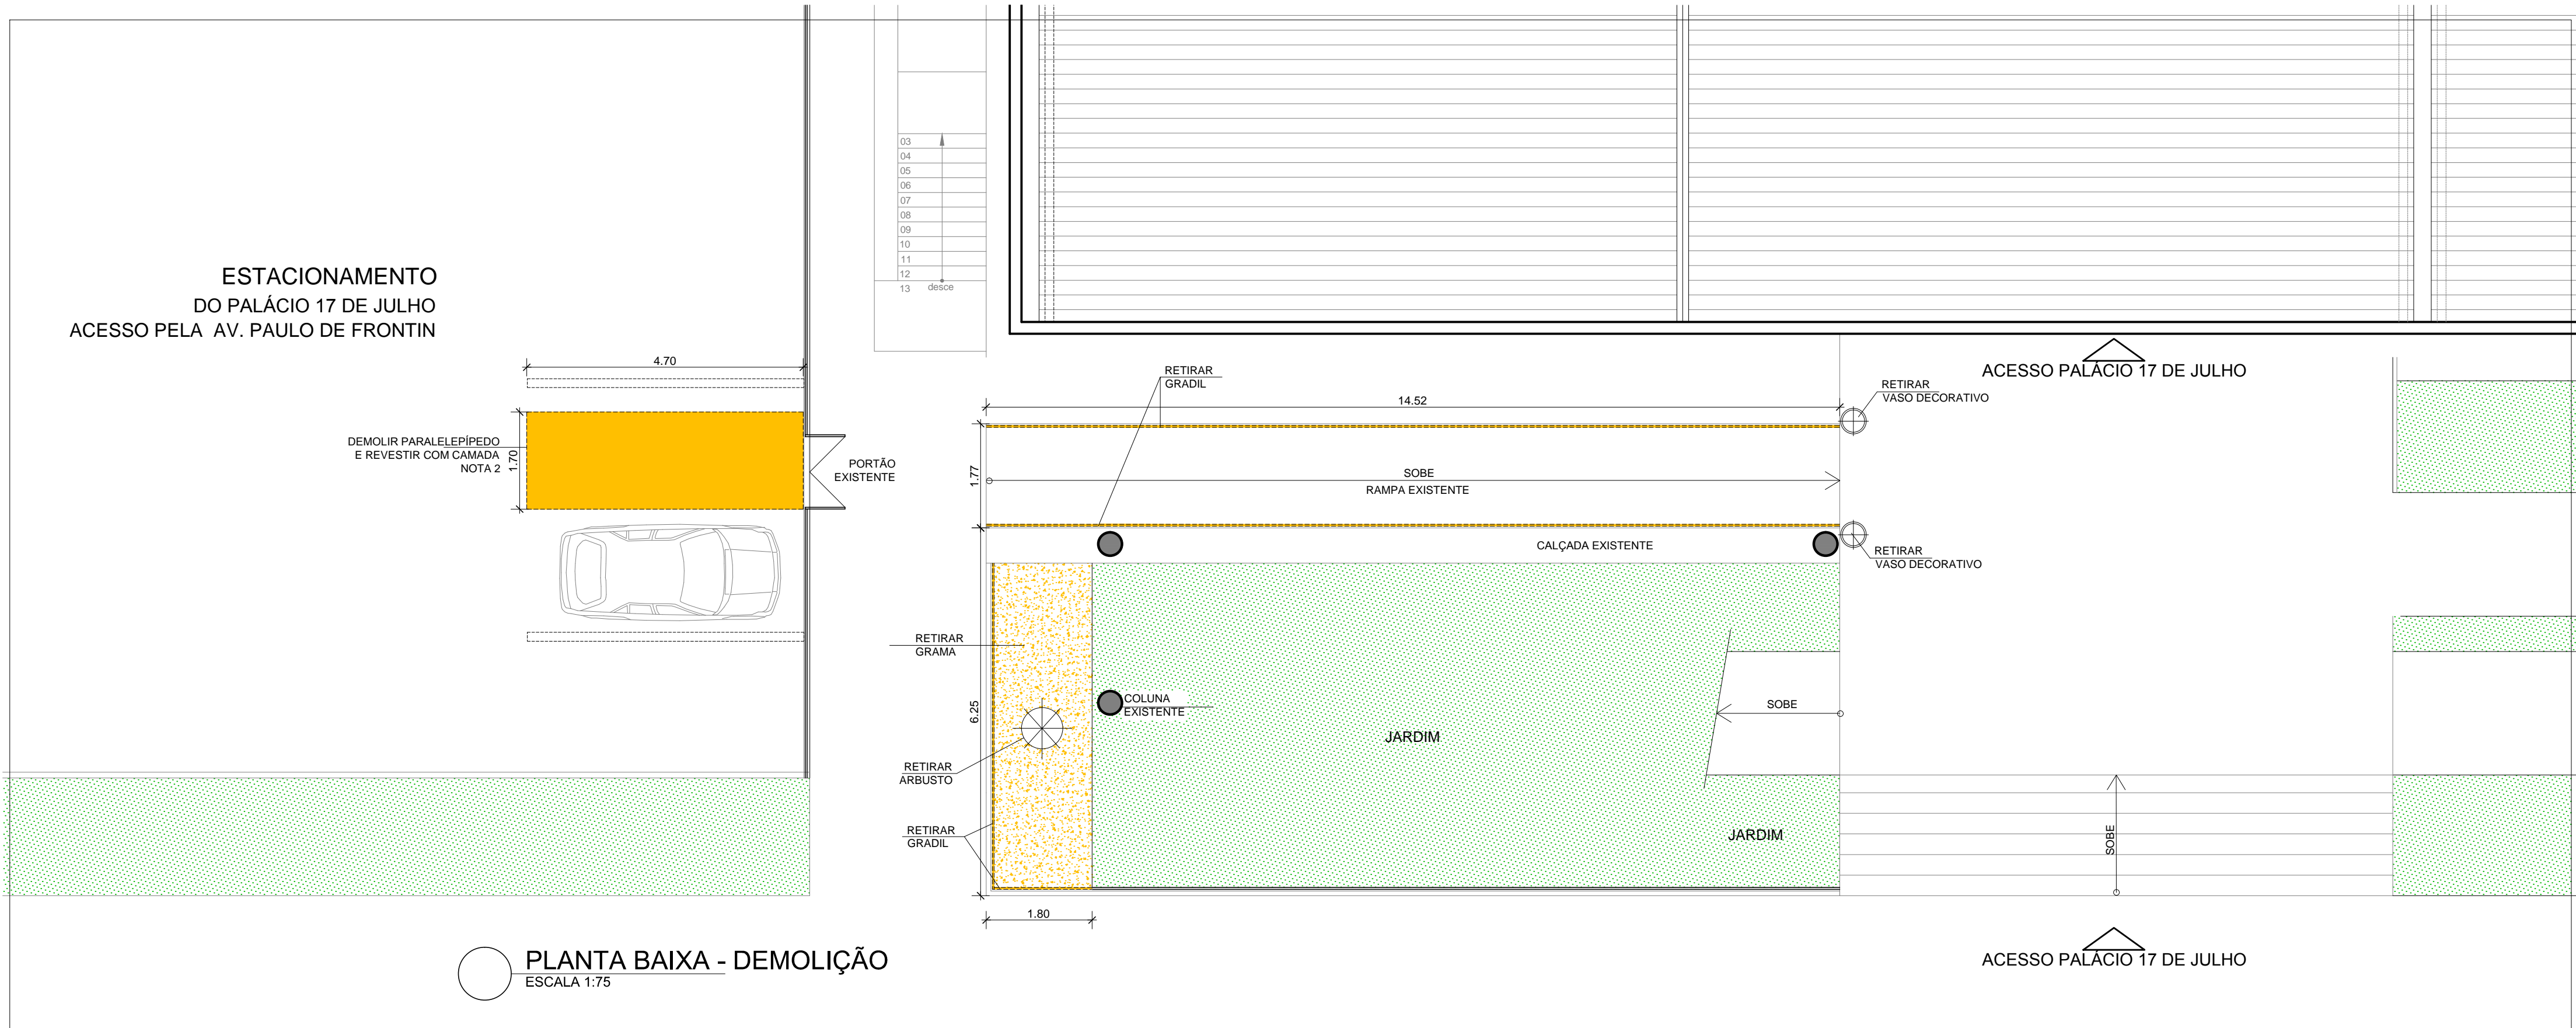 03
04
05
06
07
08
09
10
11
12
13
desce
ESTACIONAMENTO
DO PALÁCIO 17 DE JULHO
ACESSO PELA AV. PAULO DE FRONTIN
4.70
1.70
DEMOLIR PARALELEPÍPEDO
E REVESTIR COM CAMADA
NOTA 2
PORTÃO
EXISTENTE
RETIRAR
GRADIL
14.52
1.77
SOBE
RAMPA EXISTENTE
RETIRAR
VASO DECORATIVO
ACESSO PALÁCIO 17 DE JULHO
CALÇADA EXISTENTE
RETIRAR
VASO DECORATIVO
RETIRAR
GRAMA
6.25
COLUNA
EXISTENTE
SOBE
JARDIM
RETIRAR
ARBUSTO
RETIRAR
GRADIL
JARDIM
SOBE
1.80
PLANTA BAIXA - DEMOLIÇÃO
ESCALA 1:75
ACESSO PALÁCIO 17 DE JULHO